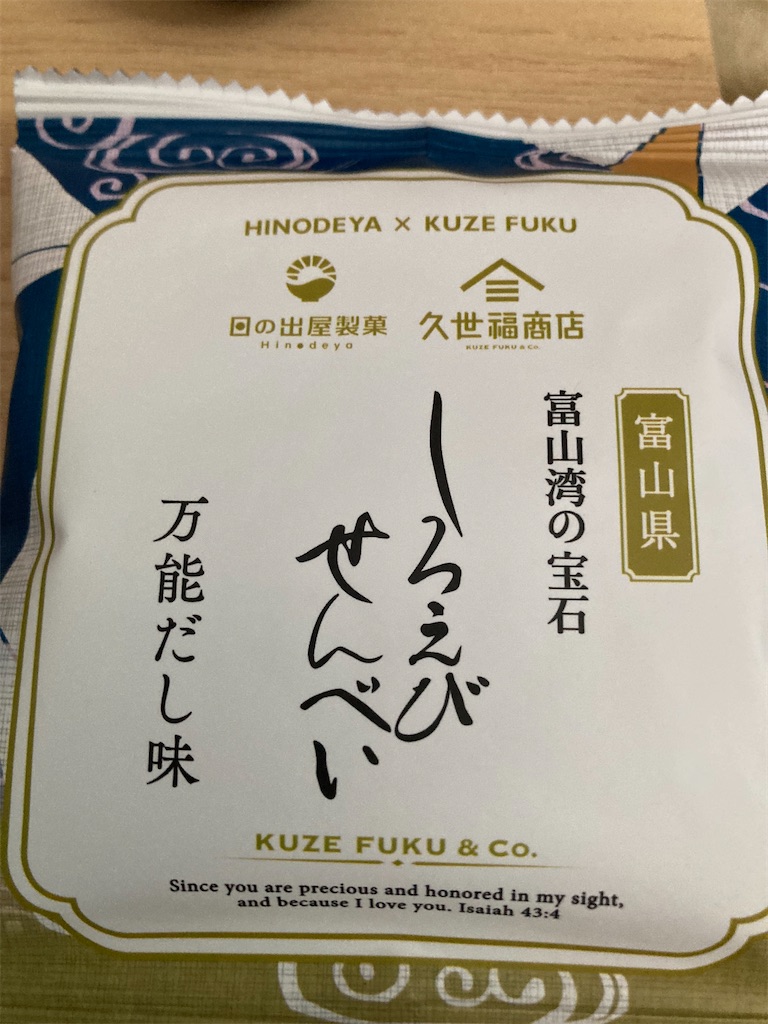 HINODEYA × KUZE FUKU
日の出屋製菓
Hinodeya
久世福商店
KUZE FUKU & CO.
富山県
富山湾の宝石
しろえび
せんべい
万能だし味
KUZE FUKU & Co.
Since you are precious and honored in my sight,
and because I love you. Isaiah 43:4